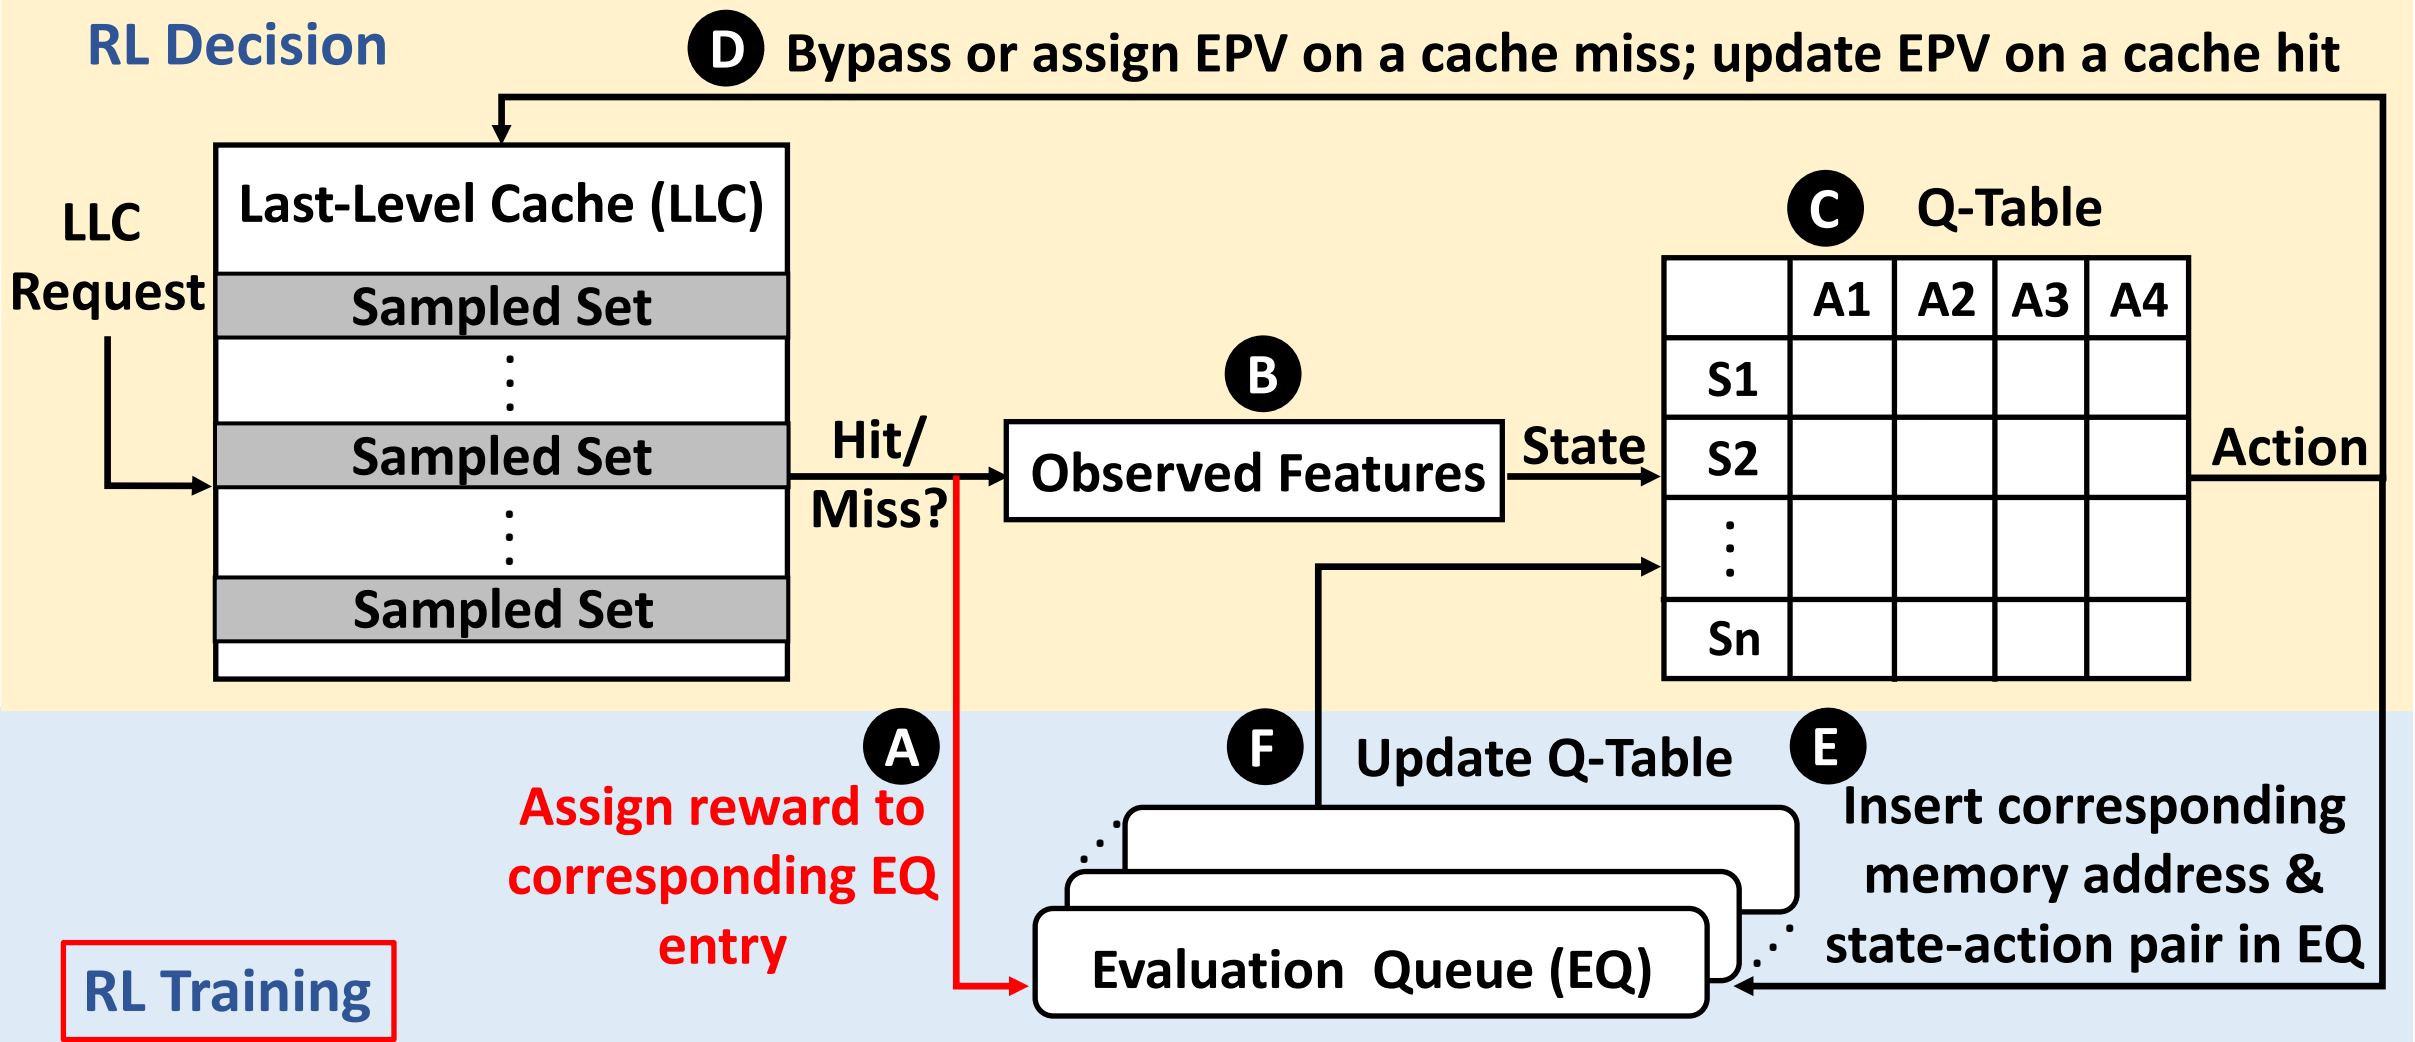 RL Decision
D Bypass or assign EPV on a cache miss; update EPV on a cache hit
LLC
Request
Last-Level Cache (LLC)
Sampled Set
Sampled Set
Sampled Set
Hit/
Miss?
B
Observed Features
State
C Q-Table
A1 A2 A3 A4
S1
S2
Sn
Action
A
Assign reward to
corresponding EQ
entry
F Update Q-Table
E
Insert corresponding
memory address &
state-action pair in EQ
Evaluation Queue (EQ)
RL Training